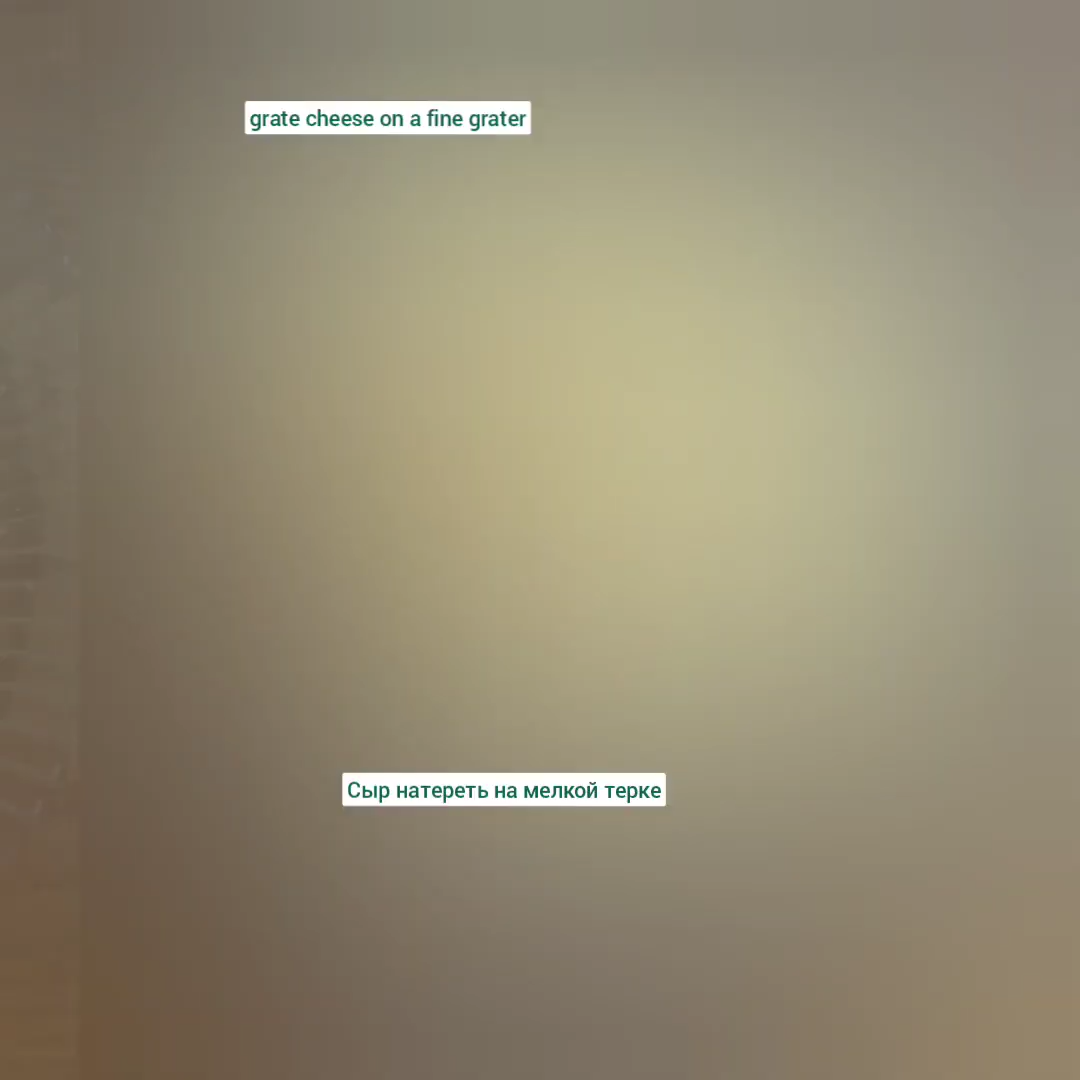 grate cheese on a fine grater
Сыр натереть на мелкой терке